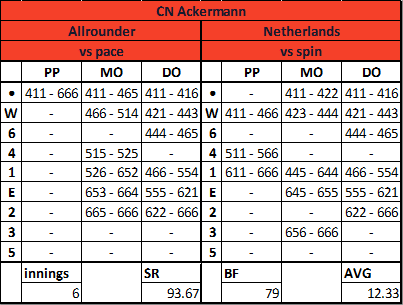 CN Ackermann
Allrounder Netherlands
vs pace vs spin
PP MO DO PP MO DO
• 411 - 666 411 - 465 411 - 416 • - 411 - 422 411 - 416
W - 466 - 514 421 - 443 W 411 - 466 423 - 444 421 - 443
6 - - 444 - 465 6 - - 444 - 465
4 - 515 - 525 - 4 511 - 566 - -
1 - 526 - 652 466 - 554 1 611 - 666 445 - 644 466 - 554
E - 653 - 664 555 - 621 E - 645 - 655 555 - 621
2 - 665 - 666 622 - 666 2 - - 622 - 666
3 - - - 3 - 656 - 666 -
5 - - - 5 - - -
innings SR BF AVG
6 93.67 79 12.33